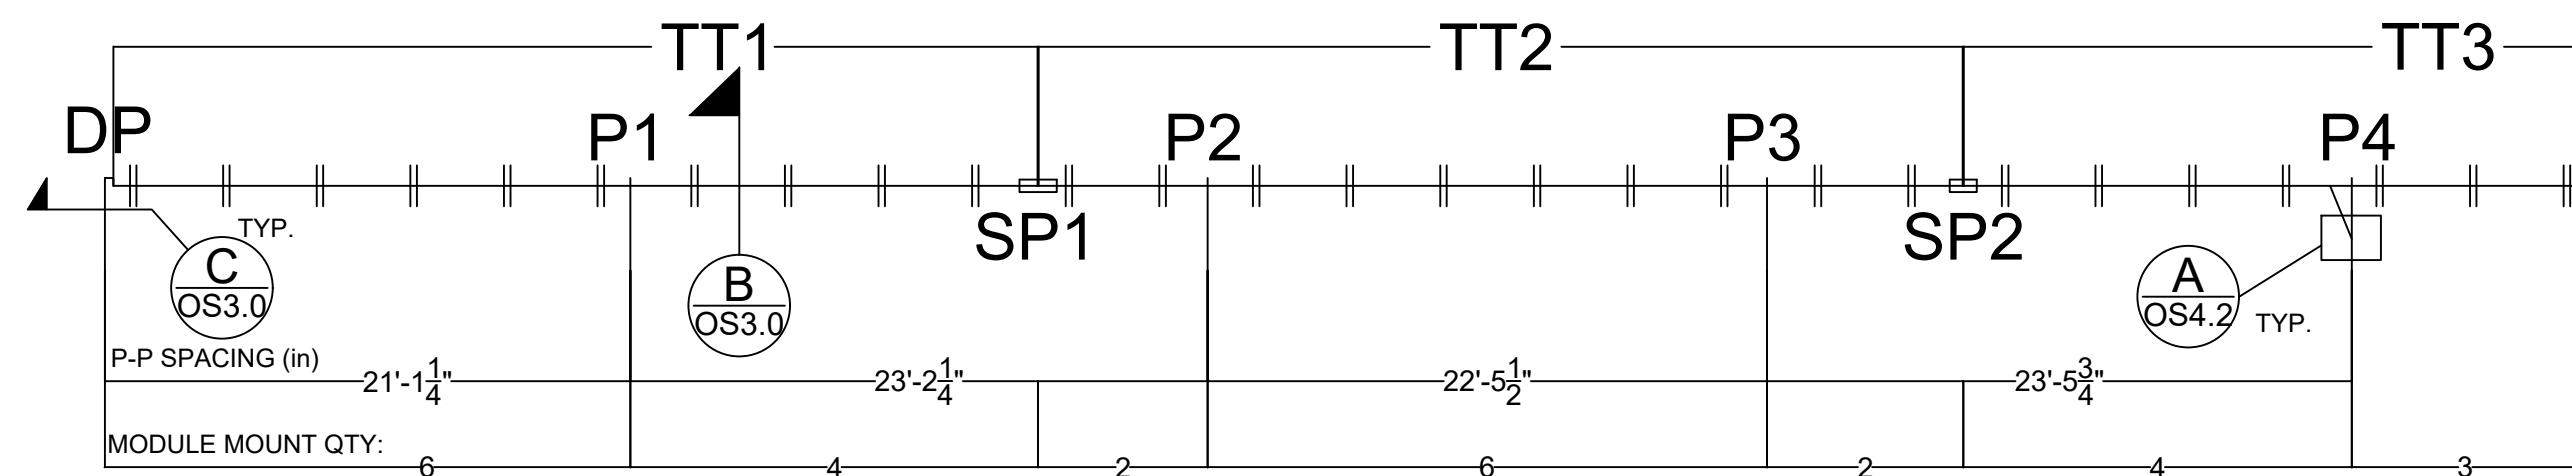 TT1 TT2 TT3
DP P1 P2 P3 P4
TYP.
SP1 SP2
C
OS3.0
B
OS3.0
A
OS4.2
TYP.
P-P SPACING (in)
21'-1 1/4" 23'-2 1/4" 22'-5 1/2" 23'-5 3/4"
MODULE MOUNT QTY:
6 4 2 6 2 4 3